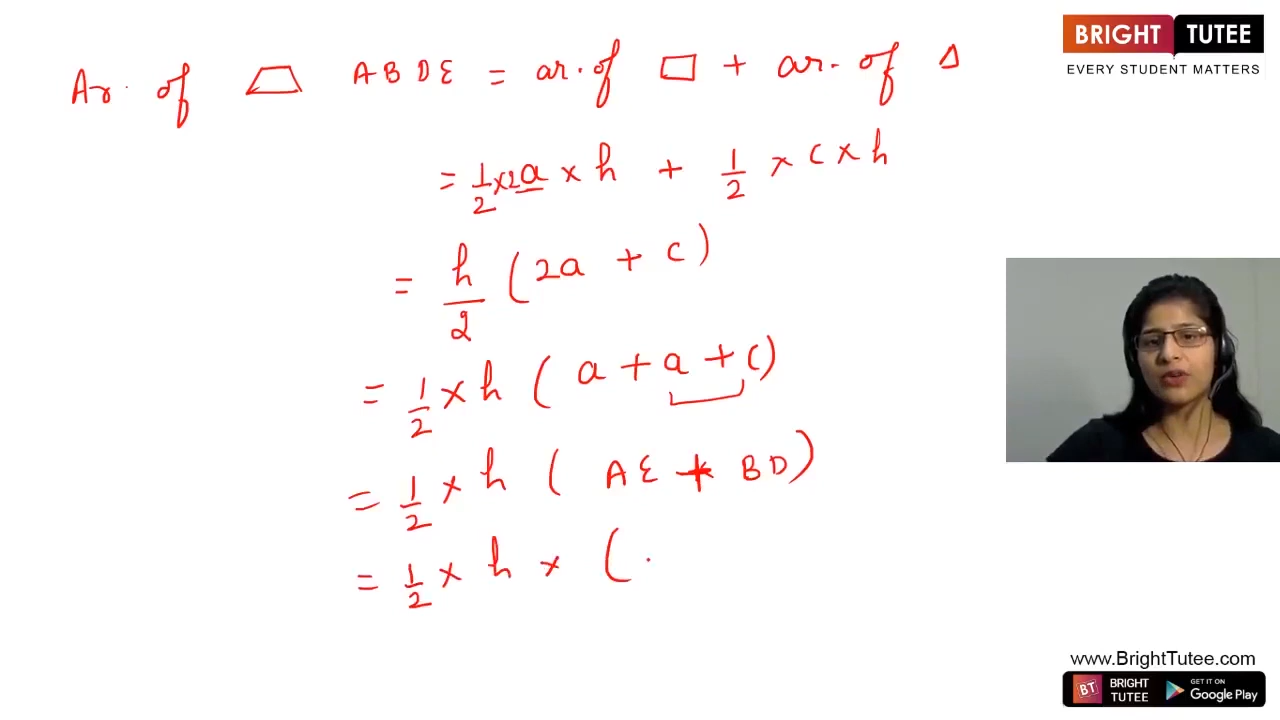 BRIGHT TUTEE
EVERY STUDENT MATTERS
Ar. of ⏢ ABDE = ar. of ▭ + ar. of Δ
= 1/2 × 2a × h + 1/2 × c × h
= h/2 (2a + c)
= 1/2 × h (a + a + c)
= 1/2 × h (AE + BD)
= 1/2 × h × (
www.BrightTutee.com
BT BRIGHT TUTEE GET IT ON Google Play